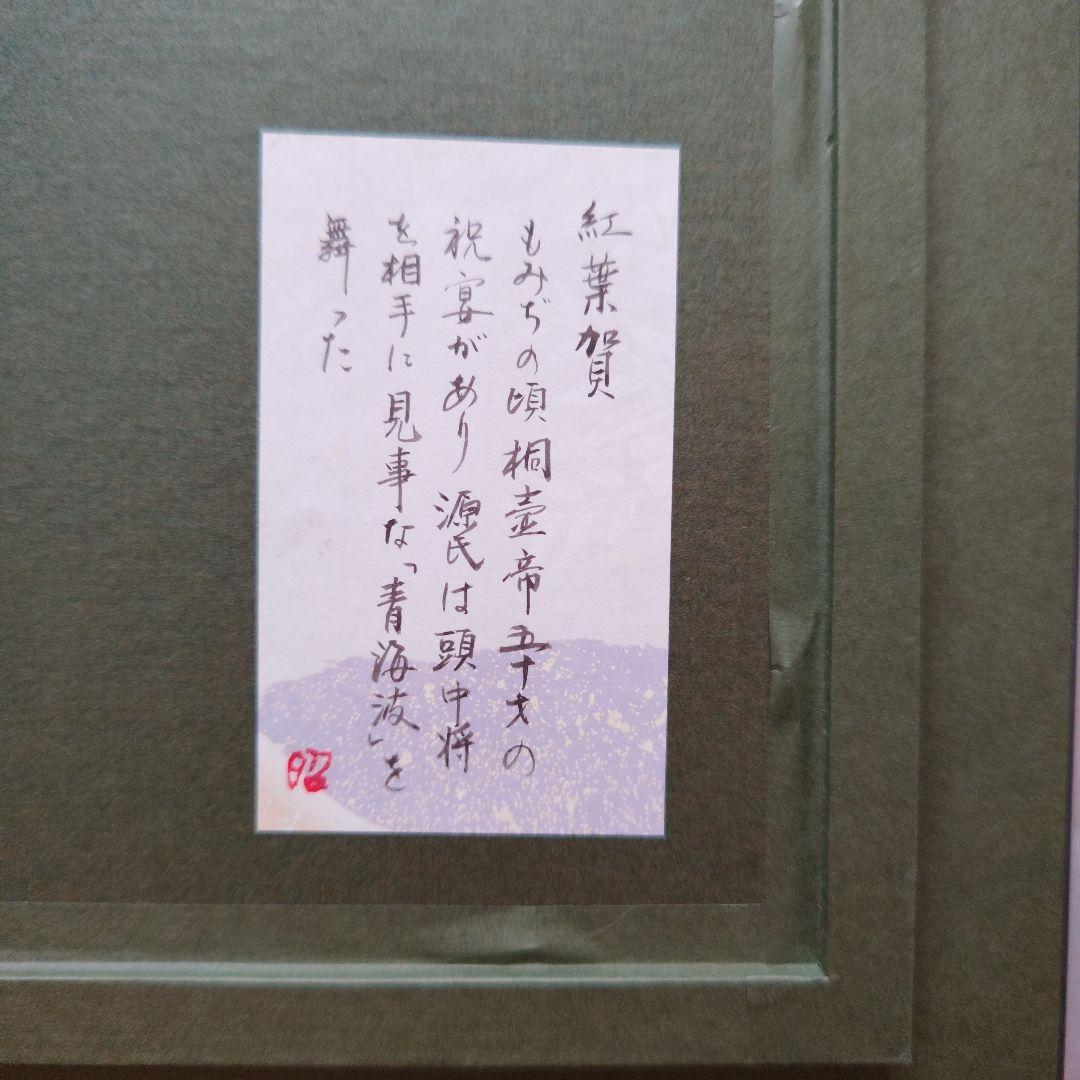 紅葉賀
もみぢの頃桐壷帝五十才の
祝宴があり 源氏は頭中将
を相手に見事な「青海波」を
舞った
昭